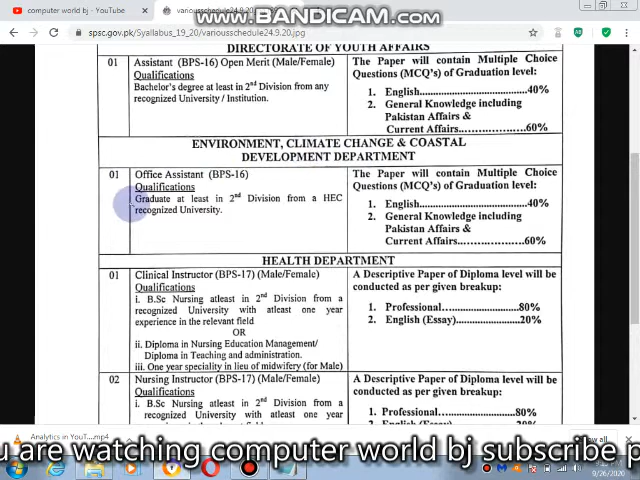 www.BANDICAM.com
computer world bj - YouTube
variousschedule24.9.20.jpg
spsc.gov.pk/Syallabus_19_20/variousschedule24.9.20.jpg
DIRECTORATE OF YOUTH AFFAIRS
01 Assistant (BPS-16) Open Merit (Male/Female)
Qualifications
Bachelor's degree at least in 2nd Division from any
recognized University / Institution.
The Paper will contain Multiple Choice
Questions (MCQ's) of Graduation level:
1. English...............................40%
2. General Knowledge including
Pakistan Affairs &
Current Affairs.....................60%
ENVIRONMENT, CLIMATE CHANGE & COASTAL
DEVELOPMENT DEPARTMENT
01 Office Assistant (BPS-16)
Qualifications
Graduate at least in 2nd Division from a HEC
recognized University.
The Paper will contain Multiple Choice
Questions (MCQ's) of Graduation level:
1. English...............................40%
2. General Knowledge including
Pakistan Affairs &
Current Affairs.....................60%
HEALTH DEPARTMENT
01 Clinical Instructor (BPS-17) (Male/Female)
Qualifications
i. B.Sc Nursing atleast in 2nd Division from a
recognized University with atleast one year
experience in the relevant field
OR
ii. Diploma in Nursing Education Management/
Diploma in Teaching and administration.
iii. One year speciality in lieu of midwifery (for Male)
A Descriptive Paper of Diploma level will be
conducted as per given breakup:
1. Professional.......................80%
2. English (Essay)...................20%
02 Nursing Instructor (BPS-17) (Male/Female)
Qualifications
i. B.Sc Nursing atleast in 2nd Division from a
recognized University with atleast one year
A Descriptive Paper of Diploma level will be
conducted as per given breakup:
1. Professional.......................80%
Analytics in YouT....mp4
u are watching computer world bj subscribe p
9/26/2020